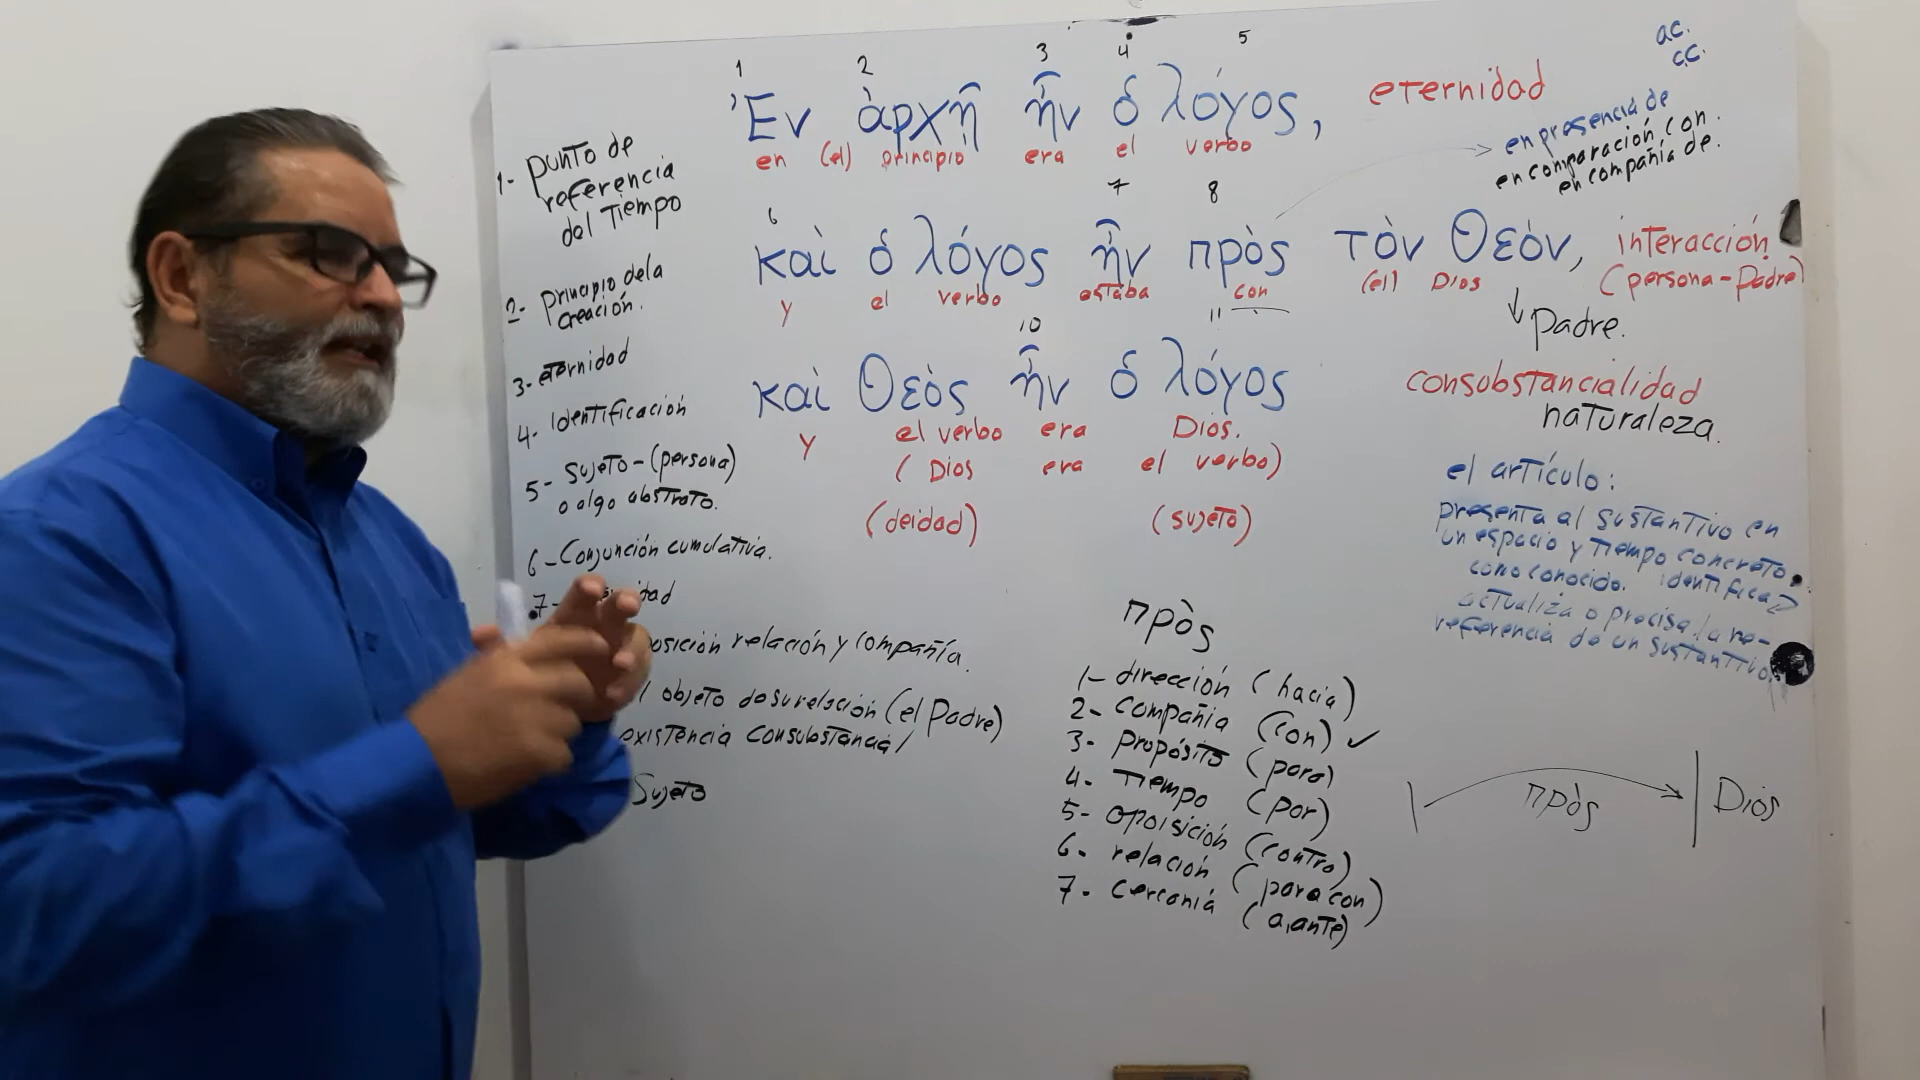 1 2 3 4 5
Ἐν ἀρχῇ ἦν ὁ λόγος, eternidad
en (el) principio era el verbo
ac.
cc.
en presencia de
en comparación con.
en compañía de.
6 7 8
καὶ ὁ λόγος ἦν πρὸς τὸν Θεόν, interacción
y el verbo estaba con (el) Dios (persona-Padre)
Padre.
10 11
καὶ Θεὸς ἦν ὁ λόγος consubstancialidad
naturaleza.
y el verbo era Dios.
( Dios era el verbo)
(deidad) (sujeto)
1- punto de
referencia
del tiempo
2- principio dela
creación.
3- eternidad
4- Identificación
5- Sujeto-(persona)
o algo abstrato.
6- Conjunción cumulativa.
7-
relación y compañía.
objeto de su relación (el Padre)
existencia consubstancial
Sujeto
el artículo:
presenta al sustantivo en
un espacio y tiempo concreto.
como conocido. identifica
actualiza o precisa la re-
referencia de un sustantivo.
πρὸς
1- dirección (hacia)
2- compañia (con) ✓
3- propósito (para)
4- tiempo (por)
5- oposición (contra)
6- relación (para con)
7- cercanía (a, ante)
πρὸς Dios